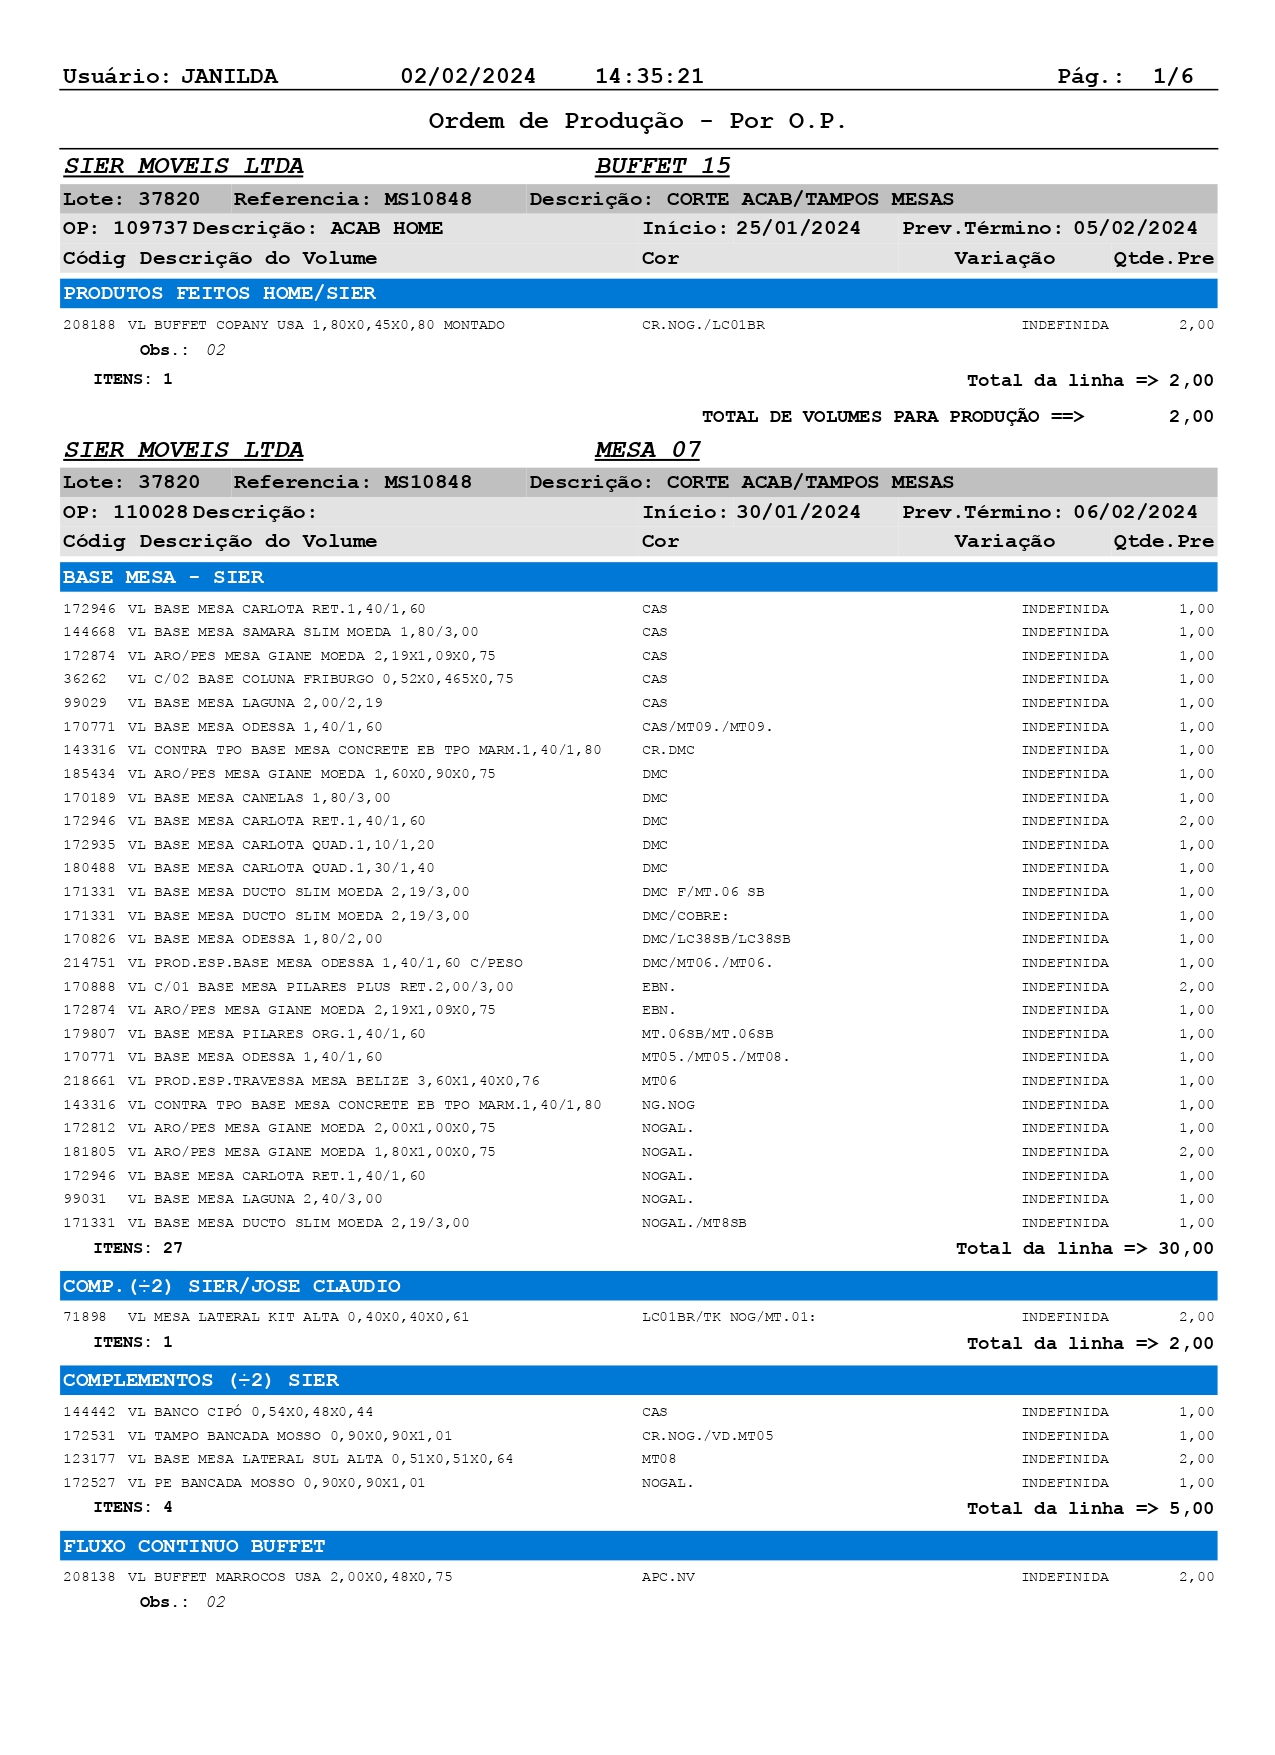 Usuário: JANILDA 02/02/2024 14:35:21 Pág.: 1/6
Ordem de Produção - Por O.P.
SIER MOVEIS LTDA BUFFET 15
Lote: 37820 Referencia: MS10848 Descrição: CORTE ACAB/TAMPOS MESAS
OP: 109737 Descrição: ACAB HOME Início: 25/01/2024 Prev.Término: 05/02/2024
Códig Descrição do Volume Cor Variação Qtde.Pre
PRODUTOS FEITOS HOME/SIER
208188 VL BUFFET COPANY USA 1,80X0,45X0,80 MONTADO CR.NOG./LC01BR INDEFINIDA 2,00
Obs.: 02
ITENS: 1 Total da linha => 2,00
TOTAL DE VOLUMES PARA PRODUÇÃO ==> 2,00
SIER MOVEIS LTDA MESA 07
Lote: 37820 Referencia: MS10848 Descrição: CORTE ACAB/TAMPOS MESAS
OP: 110028 Descrição: Início: 30/01/2024 Prev.Término: 06/02/2024
Códig Descrição do Volume Cor Variação Qtde.Pre
BASE MESA - SIER
172946 VL BASE MESA CARLOTA RET.1,40/1,60 CAS INDEFINIDA 1,00
144668 VL BASE MESA SAMARA SLIM MOEDA 1,80/3,00 CAS INDEFINIDA 1,00
172874 VL ARO/PES MESA GIANE MOEDA 2,19X1,09X0,75 CAS INDEFINIDA 1,00
36262 VL C/02 BASE COLUNA FRIBURGO 0,52X0,465X0,75 CAS INDEFINIDA 1,00
99029 VL BASE MESA LAGUNA 2,00/2,19 CAS INDEFINIDA 1,00
170771 VL BASE MESA ODESSA 1,40/1,60 CAS/MT09./MT09. INDEFINIDA 1,00
143316 VL CONTRA TPO BASE MESA CONCRETE EB TPO MARM.1,40/1,80 CR.DMC INDEFINIDA 1,00
185434 VL ARO/PES MESA GIANE MOEDA 1,60X0,90X0,75 DMC INDEFINIDA 1,00
170189 VL BASE MESA CANELAS 1,80/3,00 DMC INDEFINIDA 1,00
172946 VL BASE MESA CARLOTA RET.1,40/1,60 DMC INDEFINIDA 2,00
172935 VL BASE MESA CARLOTA QUAD.1,10/1,20 DMC INDEFINIDA 1,00
180488 VL BASE MESA CARLOTA QUAD.1,30/1,40 DMC INDEFINIDA 1,00
171331 VL BASE MESA DUCTO SLIM MOEDA 2,19/3,00 DMC F/MT.06 SB INDEFINIDA 1,00
171331 VL BASE MESA DUCTO SLIM MOEDA 2,19/3,00 DMC/COBRE: INDEFINIDA 1,00
170826 VL BASE MESA ODESSA 1,80/2,00 DMC/LC38SB/LC38SB INDEFINIDA 1,00
214751 VL PROD.ESP.BASE MESA ODESSA 1,40/1,60 C/PESO DMC/MT06./MT06. INDEFINIDA 1,00
170888 VL C/01 BASE MESA PILARES PLUS RET.2,00/3,00 EBN. INDEFINIDA 2,00
172874 VL ARO/PES MESA GIANE MOEDA 2,19X1,09X0,75 EBN. INDEFINIDA 1,00
179807 VL BASE MESA PILARES ORG.1,40/1,60 MT.06SB/MT.06SB INDEFINIDA 1,00
170771 VL BASE MESA ODESSA 1,40/1,60 MT05./MT05./MT08. INDEFINIDA 1,00
218661 VL PROD.ESP.TRAVESSA MESA BELIZE 3,60X1,40X0,76 MT06 INDEFINIDA 1,00
143316 VL CONTRA TPO BASE MESA CONCRETE EB TPO MARM.1,40/1,80 NG.NOG INDEFINIDA 1,00
172812 VL ARO/PES MESA GIANE MOEDA 2,00X1,00X0,75 NOGAL. INDEFINIDA 1,00
181805 VL ARO/PES MESA GIANE MOEDA 1,80X1,00X0,75 NOGAL. INDEFINIDA 2,00
172946 VL BASE MESA CARLOTA RET.1,40/1,60 NOGAL. INDEFINIDA 1,00
99031 VL BASE MESA LAGUNA 2,40/3,00 NOGAL. INDEFINIDA 1,00
171331 VL BASE MESA DUCTO SLIM MOEDA 2,19/3,00 NOGAL./MT8SB INDEFINIDA 1,00
ITENS: 27 Total da linha => 30,00
COMP.(÷2) SIER/JOSE CLAUDIO
71898 VL MESA LATERAL KIT ALTA 0,40X0,40X0,61 LC01BR/TK NOG/MT.01: INDEFINIDA 2,00
ITENS: 1 Total da linha => 2,00
COMPLEMENTOS (÷2) SIER
144442 VL BANCO CIPÓ 0,54X0,48X0,44 CAS INDEFINIDA 1,00
172531 VL TAMPO BANCADA MOSSO 0,90X0,90X1,01 CR.NOG./VD.MT05 INDEFINIDA 1,00
123177 VL BASE MESA LATERAL SUL ALTA 0,51X0,51X0,64 MT08 INDEFINIDA 2,00
172527 VL PE BANCADA MOSSO 0,90X0,90X1,01 NOGAL. INDEFINIDA 1,00
ITENS: 4 Total da linha => 5,00
FLUXO CONTINUO BUFFET
208138 VL BUFFET MARROCOS USA 2,00X0,48X0,75 APC.NV INDEFINIDA 2,00
Obs.: 02